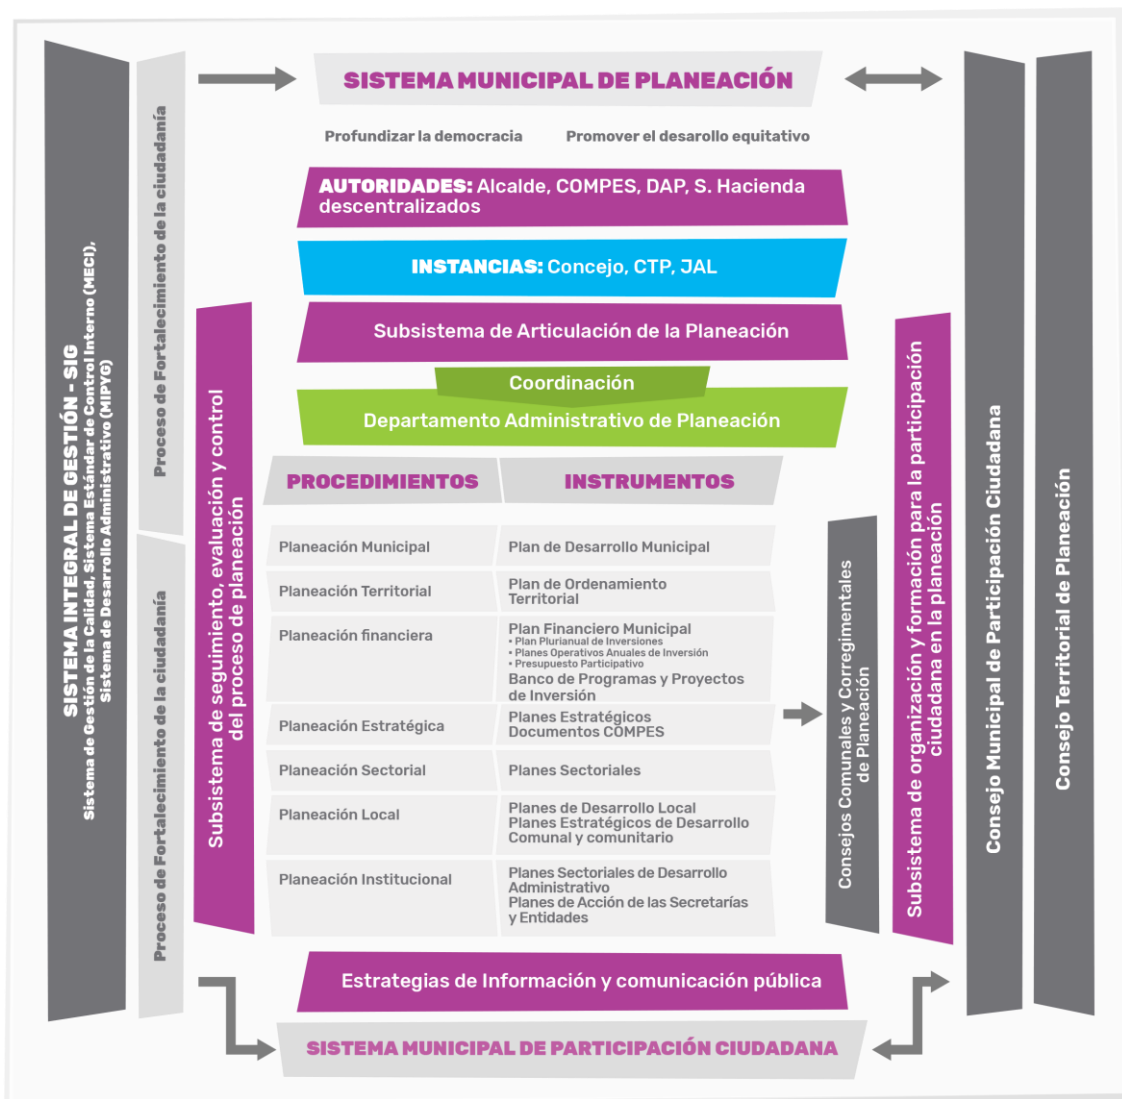 SISTEMA INTEGRAL DE GESTIÓN - SIG
Sistema de Gestión de la Calidad, Sistema Estándar de Control Interno (MECI),
Sistema de Desarrollo Administrativo (MIPYG)
Proceso de Fortalecimiento de la ciudadanía
Proceso de Fortalecimiento de la ciudadanía
Subsistema de seguimiento, evaluación y control
del proceso de planeación
SISTEMA MUNICIPAL DE PLANEACIÓN
Profundizar la democracia
Promover el desarollo equitativo
AUTORIDADES: Alcalde, COMPES, DAP, S. Hacienda
descentralizados
INSTANCIAS: Concejo, CTP, JAL
Subsistema de Articulación de la Planeación
Coordinación
Departamento Administrativo de Planeación
PROCEDIMIENTOS
INSTRUMENTOS
Planeación Municipal
Plan de Desarrollo Municipal
Planeación Territorial
Plan de Ordenamiento
Territorial
Planeación financiera
Plan Financiero Municipal
• Plan Plurianual de Inversiones
• Planes Operativos Anuales de Inversión
• Presupuesto Participativo
Banco de Programas y Proyectos
de Inversión
Planeación Estratégica
Planes Estratégicos
Documentos COMPES
Planeación Sectorial
Planes Sectoriales
Planeación Local
Planes de Desarrollo Local
Planes Estratégicos de Desarrollo
Comunal y comunitario
Planeación Institucional
Planes Sectoriales de Desarrollo
Administrativo
Planes de Acción de las Secretarías
y Entidades
Estrategias de Información y comunicación pública
SISTEMA MUNICIPAL DE PARTICIPACIÓN CIUDADANA
Consejos Comunales y Corregimentales
de Planeación
Subsistema de organización y formación para la participación
ciudadana en la planeación
Consejo Municipal de Participación Ciudadana
Consejo Territorial de Planeación